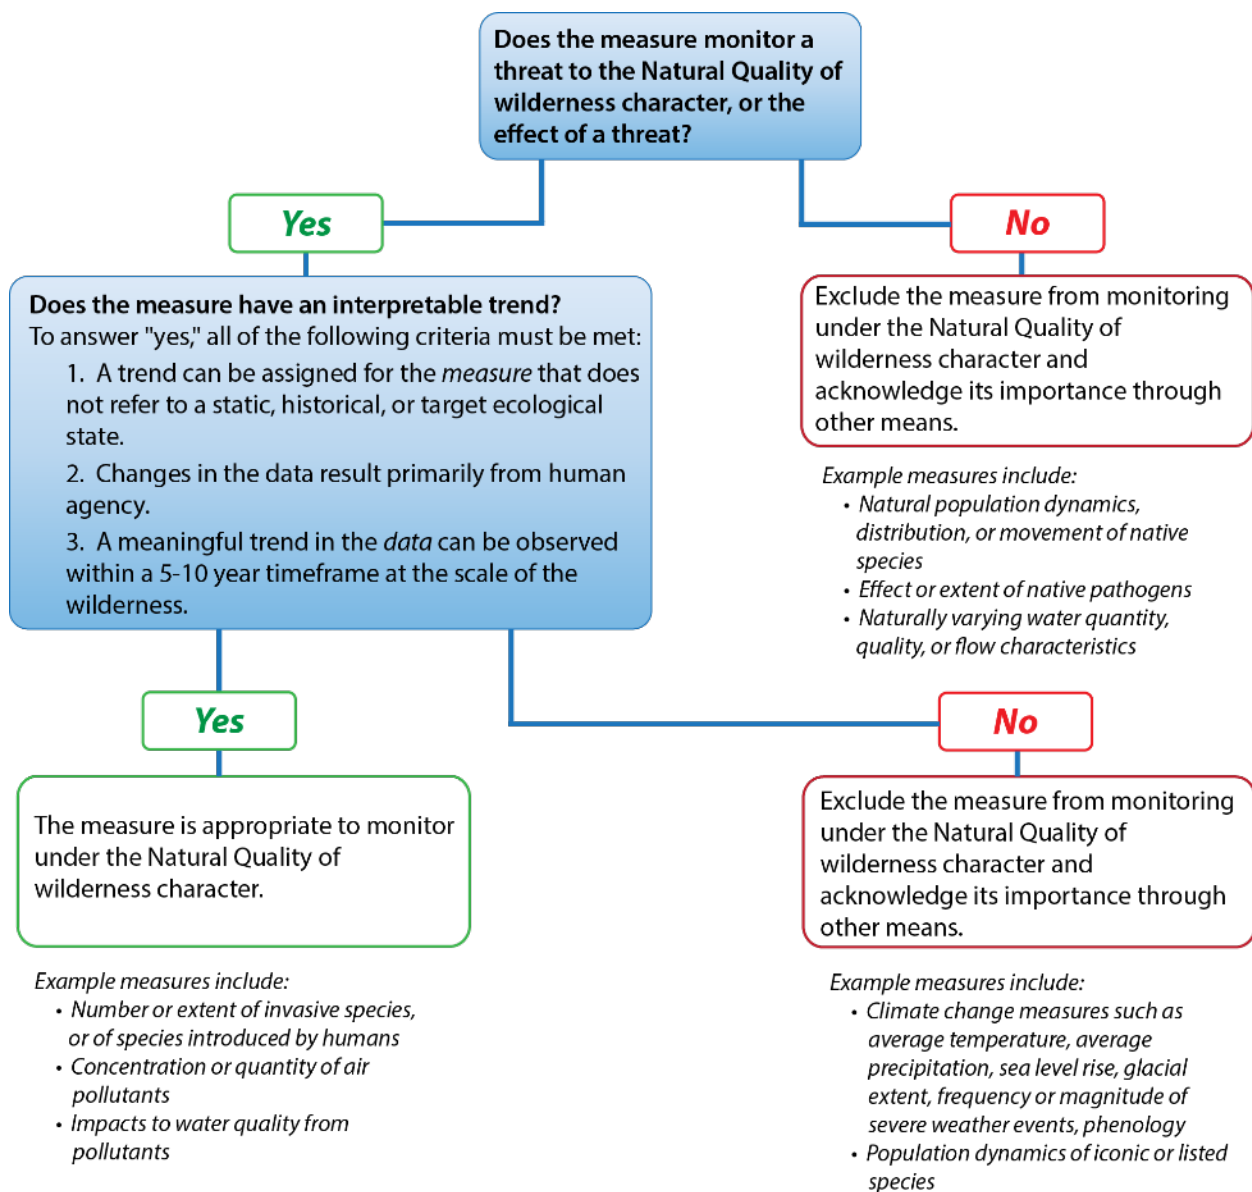 Does the measure monitor a
threat to the Natural Quality of
wilderness character, or the
effect of a threat?
Yes
No
Does the measure have an interpretable trend?
To answer "yes," all of the following criteria must be met:
1. A trend can be assigned for the measure that does
not refer to a static, historical, or target ecological
state.
2. Changes in the data result primarily from human
agency.
3. A meaningful trend in the data can be observed
within a 5-10 year timeframe at the scale of the
wilderness.
Exclude the measure from monitoring
under the Natural Quality of
wilderness character and
acknowledge its importance through
other means.
Example measures include:
• Natural population dynamics,
distribution, or movement of native
species
• Effect or extent of native pathogens
• Naturally varying water quantity,
quality, or flow characteristics
Yes
No
The measure is appropriate to monitor
under the Natural Quality of
wilderness character.
Example measures include:
• Number or extent of invasive species,
or of species introduced by humans
• Concentration or quantity of air
pollutants
• Impacts to water quality from
pollutants
Exclude the measure from monitoring
under the Natural Quality of
wilderness character and
acknowledge its importance through
other means.
Example measures include:
• Climate change measures such as
average temperature, average
precipitation, sea level rise, glacial
extent, frequency or magnitude of
severe weather events, phenology
• Population dynamics of iconic or listed
species